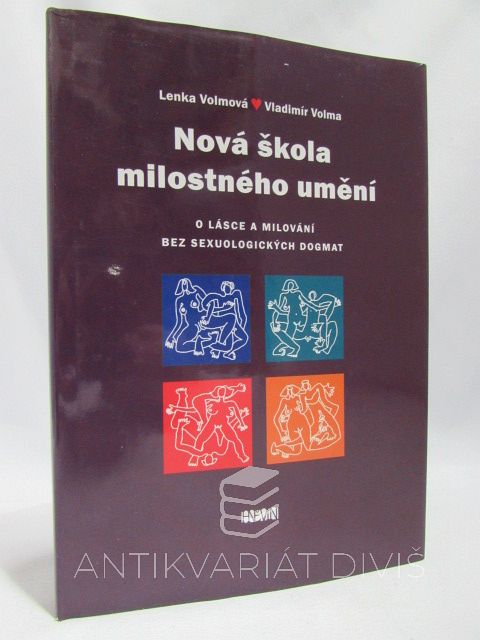 Lenka Volmová ♥ Vladimír Volma
Nová škola
milostného umění
O LÁSCE A MILOVÁNÍ
BEZ SEXUOLOGICKÝCH DOGMAT
ANTIKVARIÁT DIVIŠ